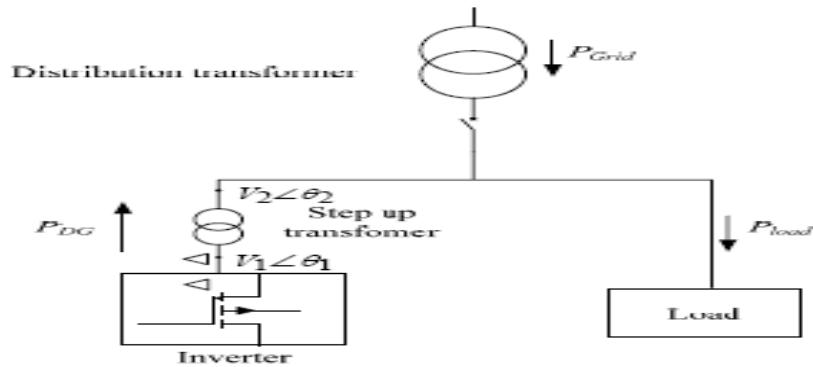 P_Grid
Distribution transformer
V2∠θ2
Step up
transfomer
P_DG
V1∠θ1
P_load
Load
Inverter